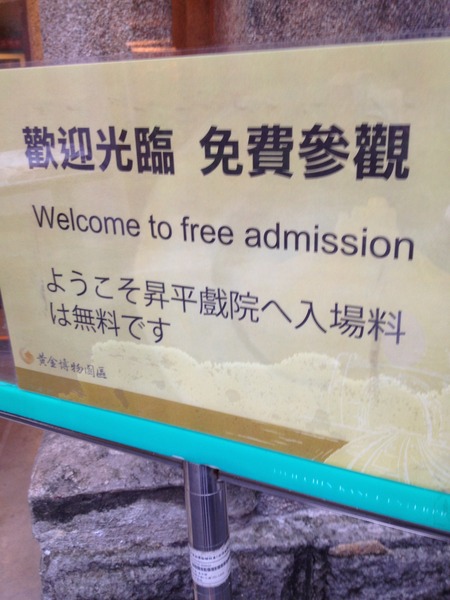 歡迎光臨 免費參觀
Welcome to free admission
ようこそ昇平戲院へ入場料
は無料です
黃金博物園區